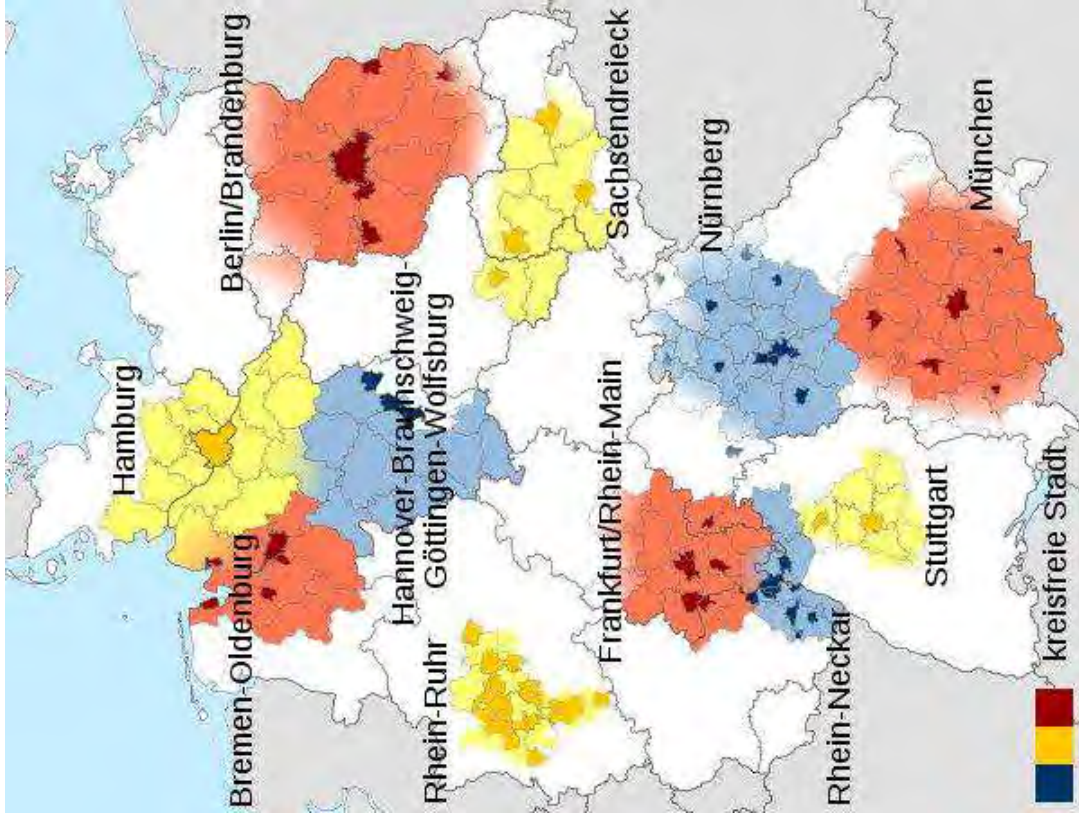 Hamburg
Berlin/Brandenburg
Bremen-Oldenburg
Hannover-Braunschweig-
Göttingen-Wolfsburg
Rhein-Ruhr
Sachsendreieck
Frankfurt/Rhein-Main
Nürnberg
Rhein-Neckar
Stuttgart
München
kreisfreie Stadt